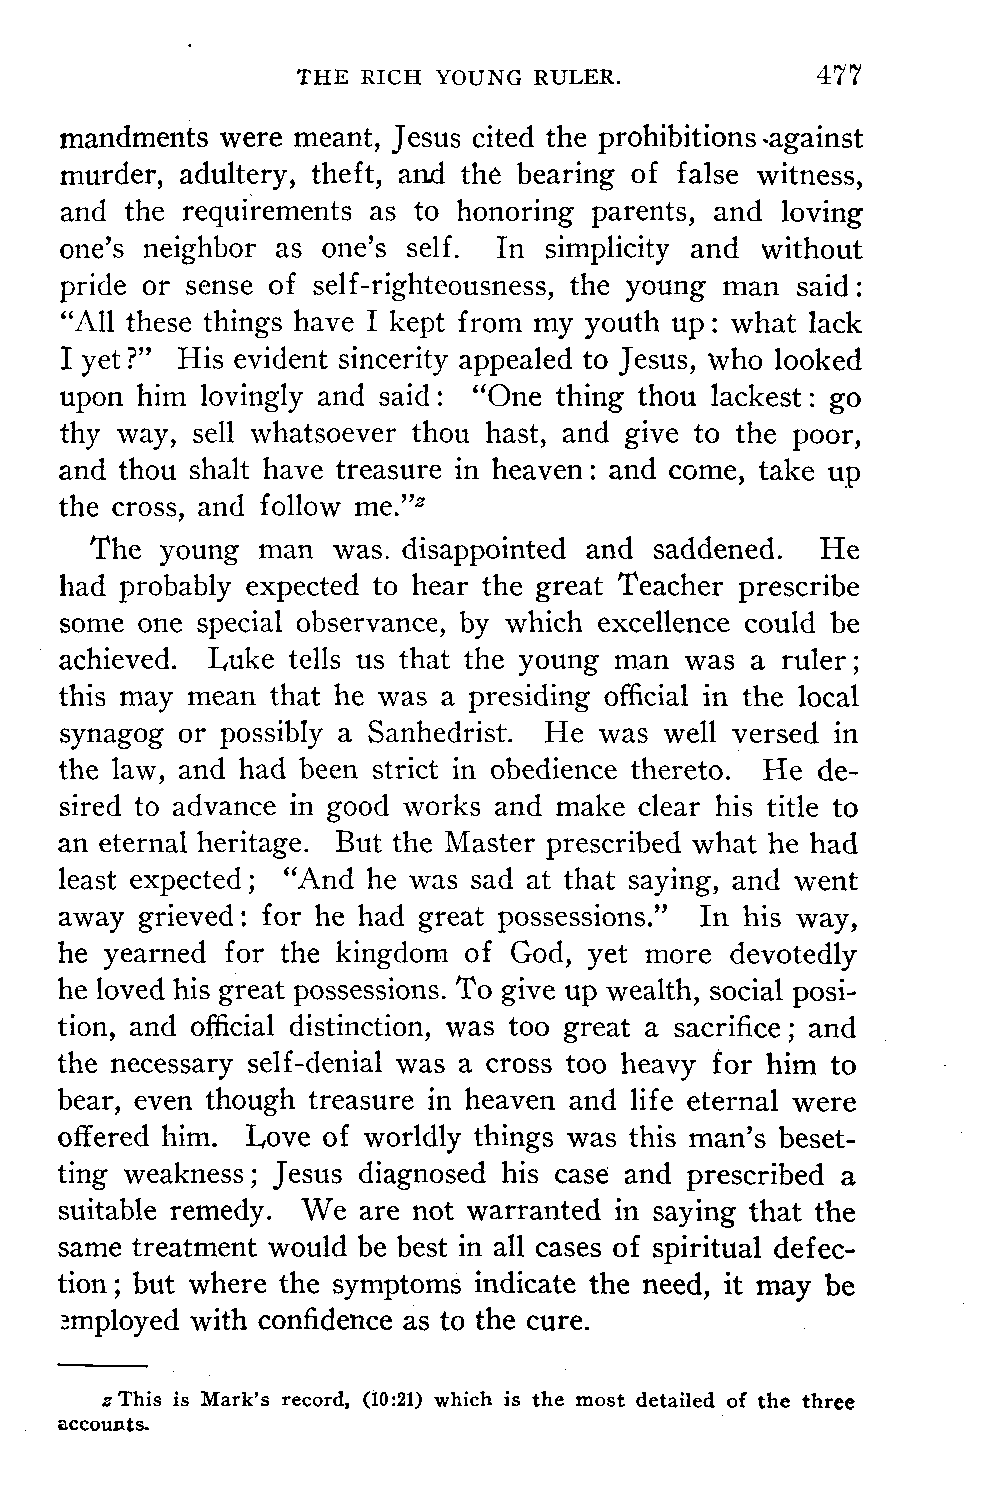 THE RICH YOUNG RULER. 477
mandments were meant, Jesus cited the prohibitions against
murder, adultery, theft, and the bearing of false witness,
and the requirements as to honoring parents, and loving
one's neighbor as one's self. In simplicity and without
pride or sense of self-righteousness, the young man said:
“All these things have I kept from my youth up: what lack
I yet?” His evident sincerity appealed to Jesus, who looked
upon him lovingly and said: “One thing thou lackest: go
thy way, sell whatsoever thou hast, and give to the poor,
and thou shalt have treasure in heaven: and come, take up
the cross, and follow me.”z
The young man was. disappointed and saddened. He
had probably expected to hear the great Teacher prescribe
some one special observance, by which excellence could be
achieved. Luke tells us that the young man was a ruler;
this may mean that he was a presiding official in the local
synagog or possibly a Sanhedrist. He was well versed in
the law, and had been strict in obedience thereto. He de-
sired to advance in good works and make clear his title to
an eternal heritage. But the Master prescribed what he had
least expected; “And he was sad at that saying, and went
away grieved: for he had great possessions.” In his way,
he yearned for the kingdom of God, yet more devotedly
he loved his great possessions. To give up wealth, social posi-
tion, and official distinction, was too great a sacrifice; and
the necessary self-denial was a cross too heavy for him to
bear, even though treasure in heaven and life eternal were
offered him. Love of worldly things was this man's beset-
ting weakness; Jesus diagnosed his case and prescribed a
suitable remedy. We are not warranted in saying that the
same treatment would be best in all cases of spiritual defec-
tion; but where the symptoms indicate the need, it may be
employed with confidence as to the cure.
z This is Mark's record, (10:21) which is the most detailed of the three
accounts.